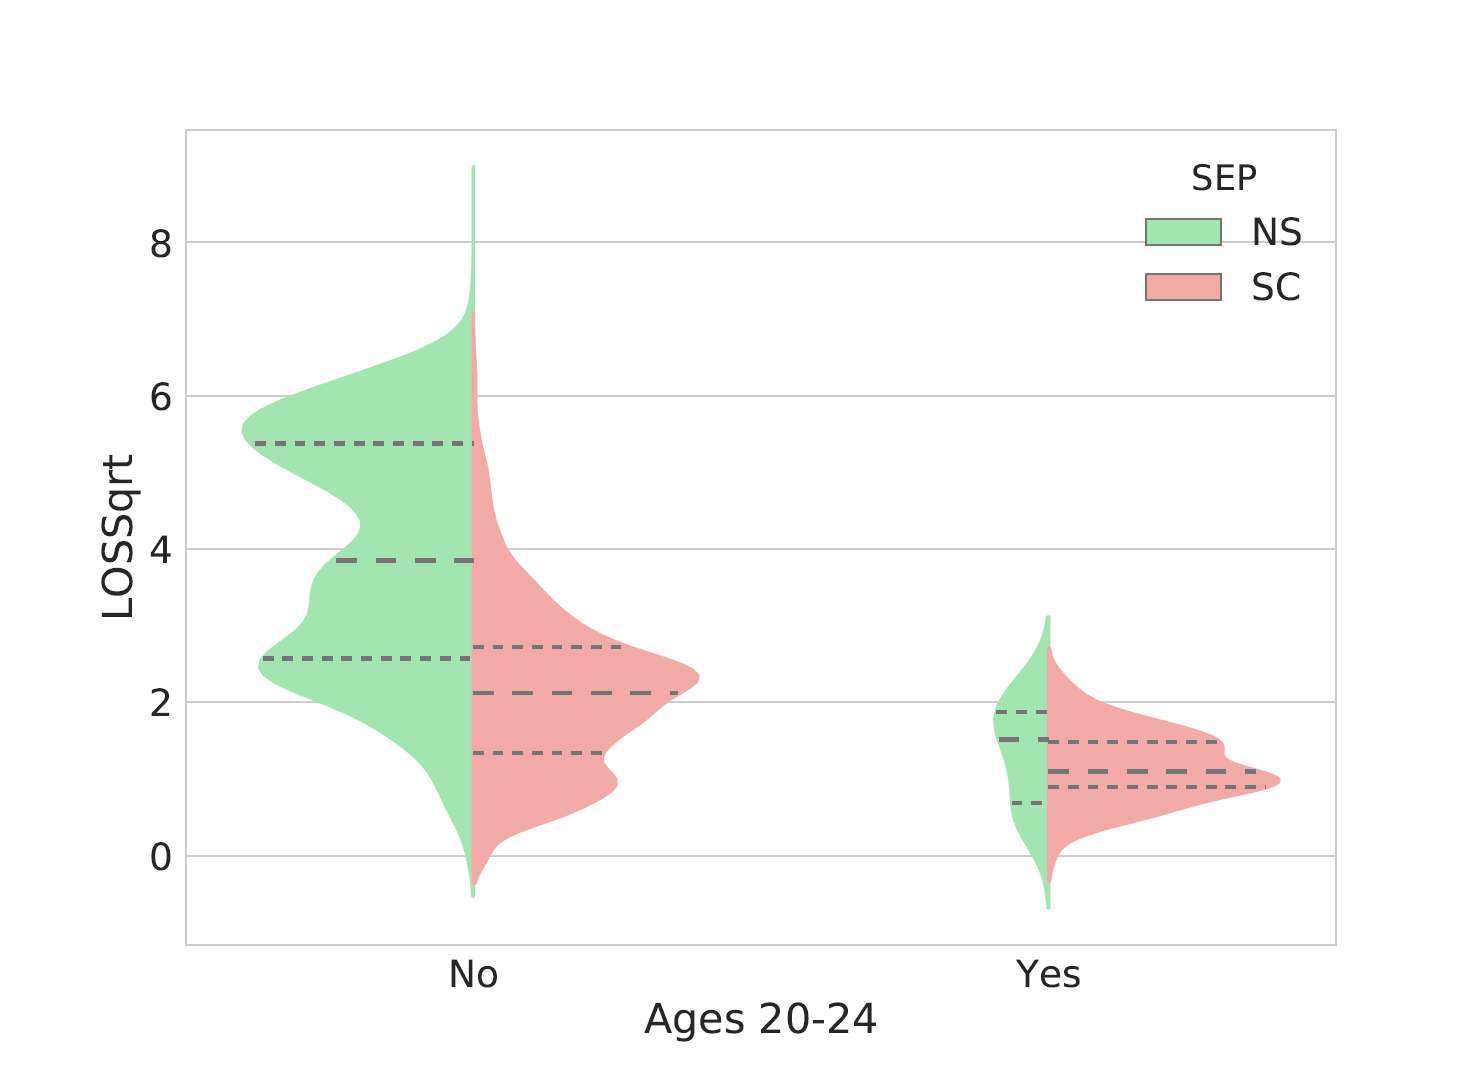 SEP
NS
SC
8
6
4
2
0
LOSSqrt
No
Yes
Ages 20-24